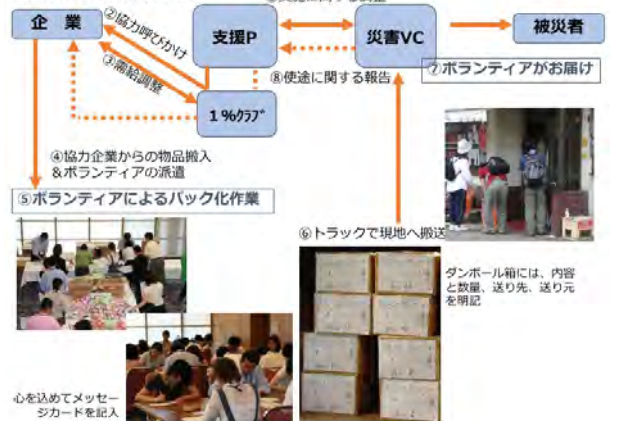 企　業
②協力呼びかけ
③需給調整
支援P
災害VC
被災者
⑧使途に関する報告
⑦ボランティアがお届け
1%ｸﾗﾌﾞ
④協力企業からの物品搬入
＆ボランティアの派遣
⑤ボランティアによるパック化作業
⑥トラックで現地へ搬送
ダンボール箱には、内容
と数量、送り先、送り元
を明記
心を込めてメッセー
ジカードを記入